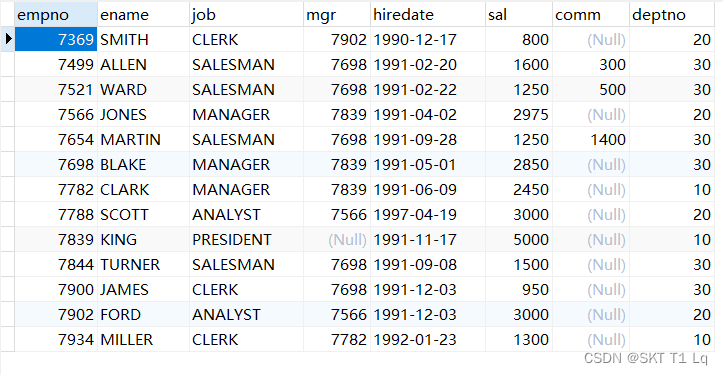 empno ename job mgr hiredate sal comm deptno
7369 SMITH CLERK 7902 1990-12-17 800 (Null) 20
7499 ALLEN SALESMAN 7698 1991-02-20 1600 300 30
7521 WARD SALESMAN 7698 1991-02-22 1250 500 30
7566 JONES MANAGER 7839 1991-04-02 2975 (Null) 20
7654 MARTIN SALESMAN 7698 1991-09-28 1250 1400 30
7698 BLAKE MANAGER 7839 1991-05-01 2850 (Null) 30
7782 CLARK MANAGER 7839 1991-06-09 2450 (Null) 10
7788 SCOTT ANALYST 7566 1997-04-19 3000 (Null) 20
7839 KING PRESIDENT (Null) 1991-11-17 5000 (Null) 10
7844 TURNER SALESMAN 7698 1991-09-08 1500 (Null) 30
7900 JAMES CLERK 7698 1991-12-03 950 (Null) 30
7902 FORD ANALYST 7566 1991-12-03 3000 (Null) 20
7934 MILLER CLERK 7782 1992-01-23 1300 (Null) 10
CSDN @SKT T1 Lq